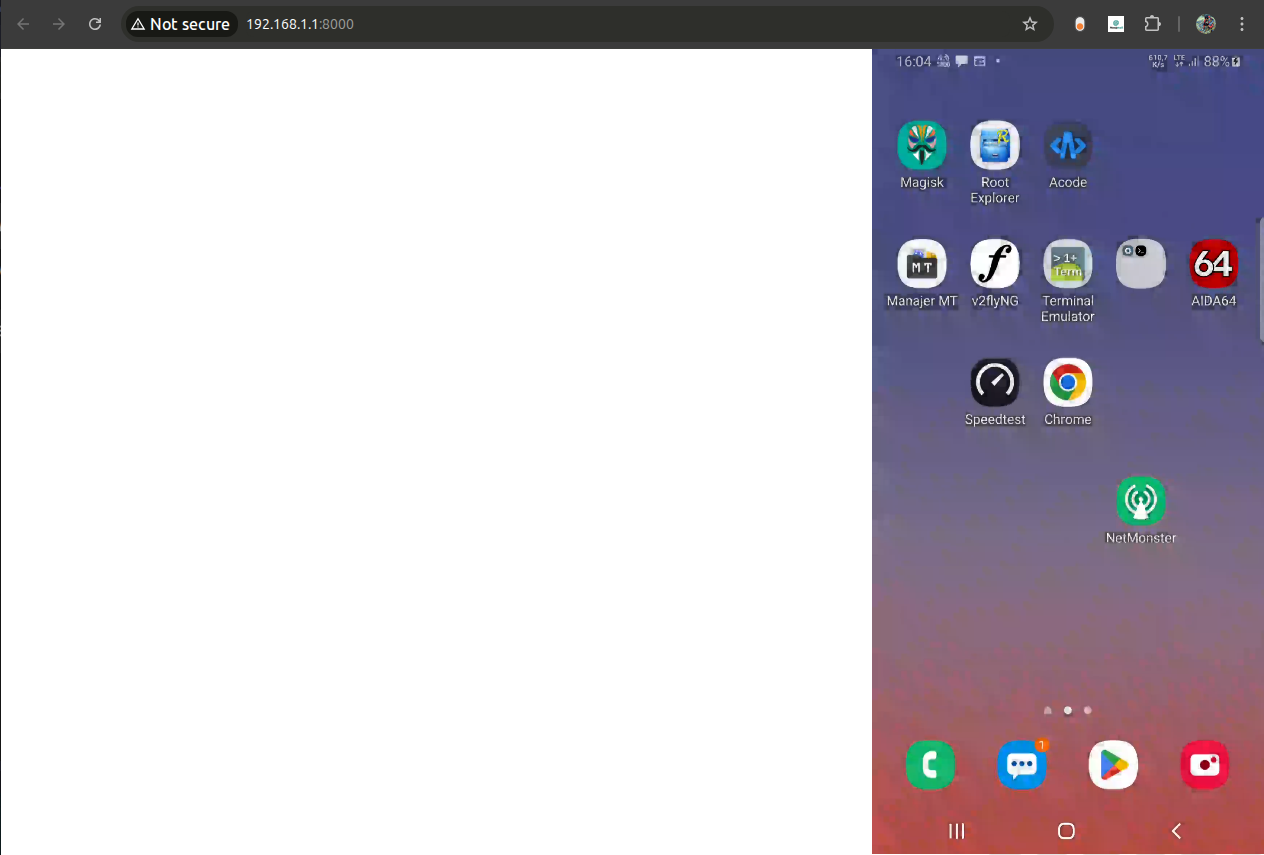 Not secure
192.168.1.1:8000
16:04
610,7
K/s
LTE
88%
Magisk
R
Root
Explorer
Acode
MT
Manajer MT
f
v2flyNG
> 1+
Term
Terminal
Emulator
64
AIDA64
Speedtest
Chrome
NetMonster
1